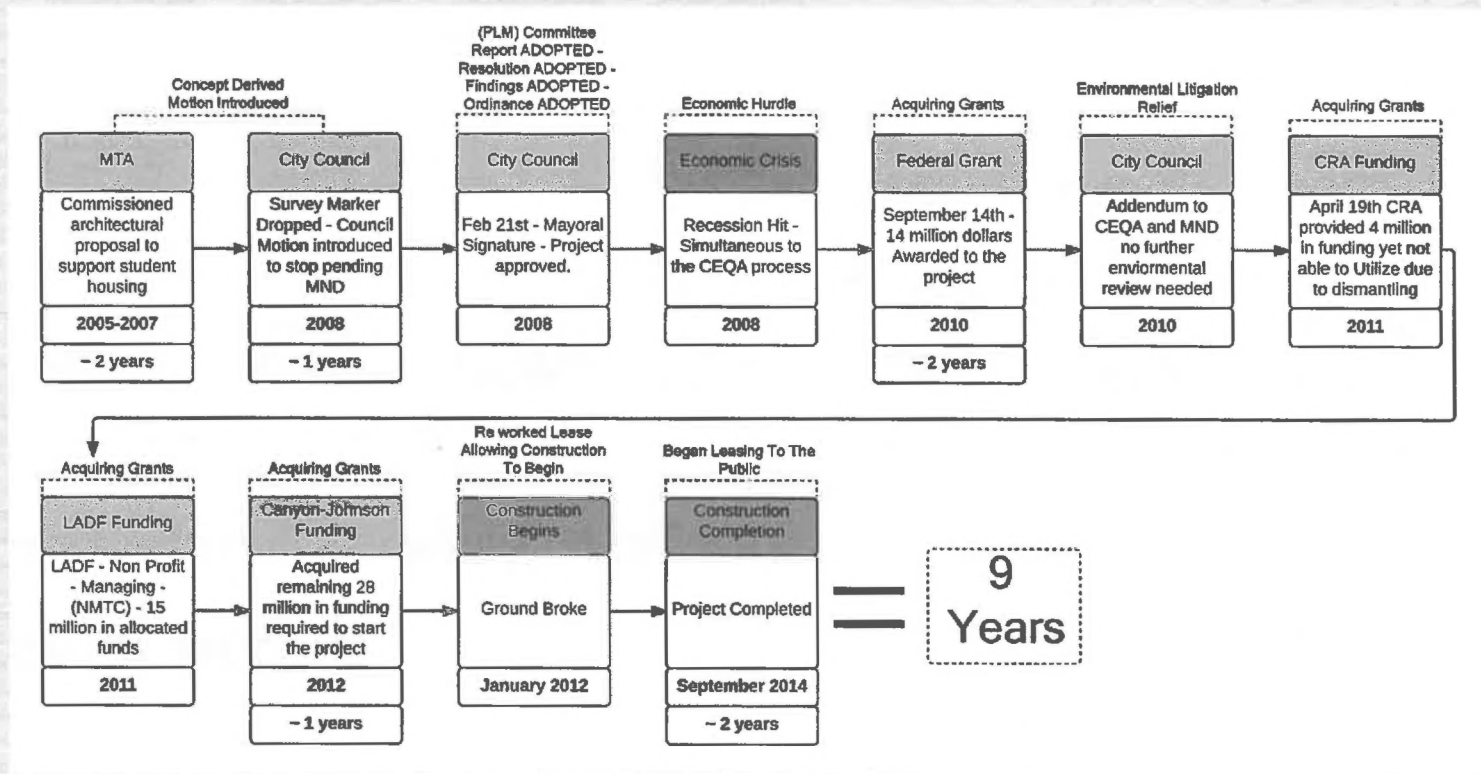 Concept Derived
Motion Introduced
MTA
Commissioned
architectural
proposal to
support student
housing
2005-2007
~ 2 years
City Council
Survey Marker
Dropped - Council
Motion introduced
to stop pending
MND
2008
~ 1 years
(PLM) Committee
Report ADOPTED -
Resolution ADOPTED -
Findings ADOPTED -
Ordinance ADOPTED
City Council
Feb 21st - Mayoral
Signature - Project
approved.
2008
Economic Hurdle
Economic Crisis
Recession Hit -
Simultaneous to
the CEQA process
2008
Acquiring Grants
Federal Grant
September 14th -
14 million dollars
Awarded to the
project
2010
~ 2 years
Environmental Litigation
Relief
City Council
Addendum to
CEQA and MND
no further
enviormental
review needed
2010
Acquiring Grants
CRA Funding
April 19th CRA
provided 4 million
in funding yet not
able to Utilize due
to dismantling
2011
Acquiring Grants
LADF Funding
LADF - Non Profit
- Managing -
(NMTC) - 15
million in allocated
funds
2011
Acquiring Grants
Canyon-Johnson
Funding
Acquired
remaining 28
million in funding
required to start
the project
2012
~ 1 years
Re worked Lease
Allowing Construction
To Begin
Construction
Begins
Ground Broke
January 2012
Began Leasing To The
Public
Construction
Completion
Project Completed
September 2014
~ 2 years
=
9
Years